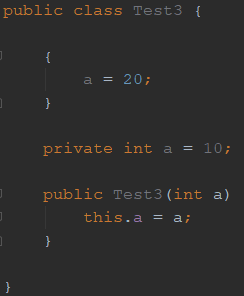 public class Test3 {
{
a = 20;
}
private int a = 10;
public Test3(int a)
this.a = a;
}
}